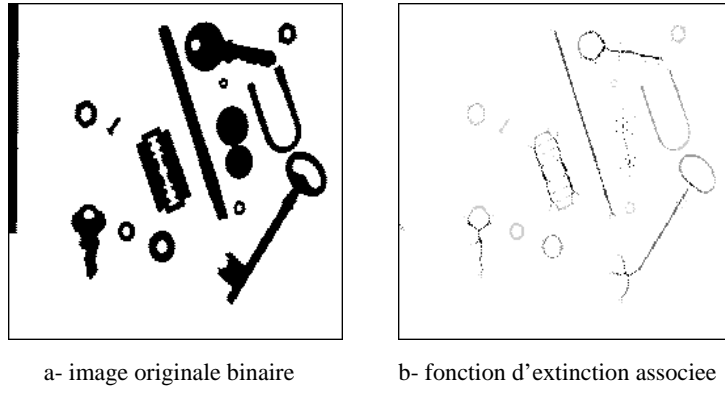 a- image originale binaire
b- fonction d'extinction associee